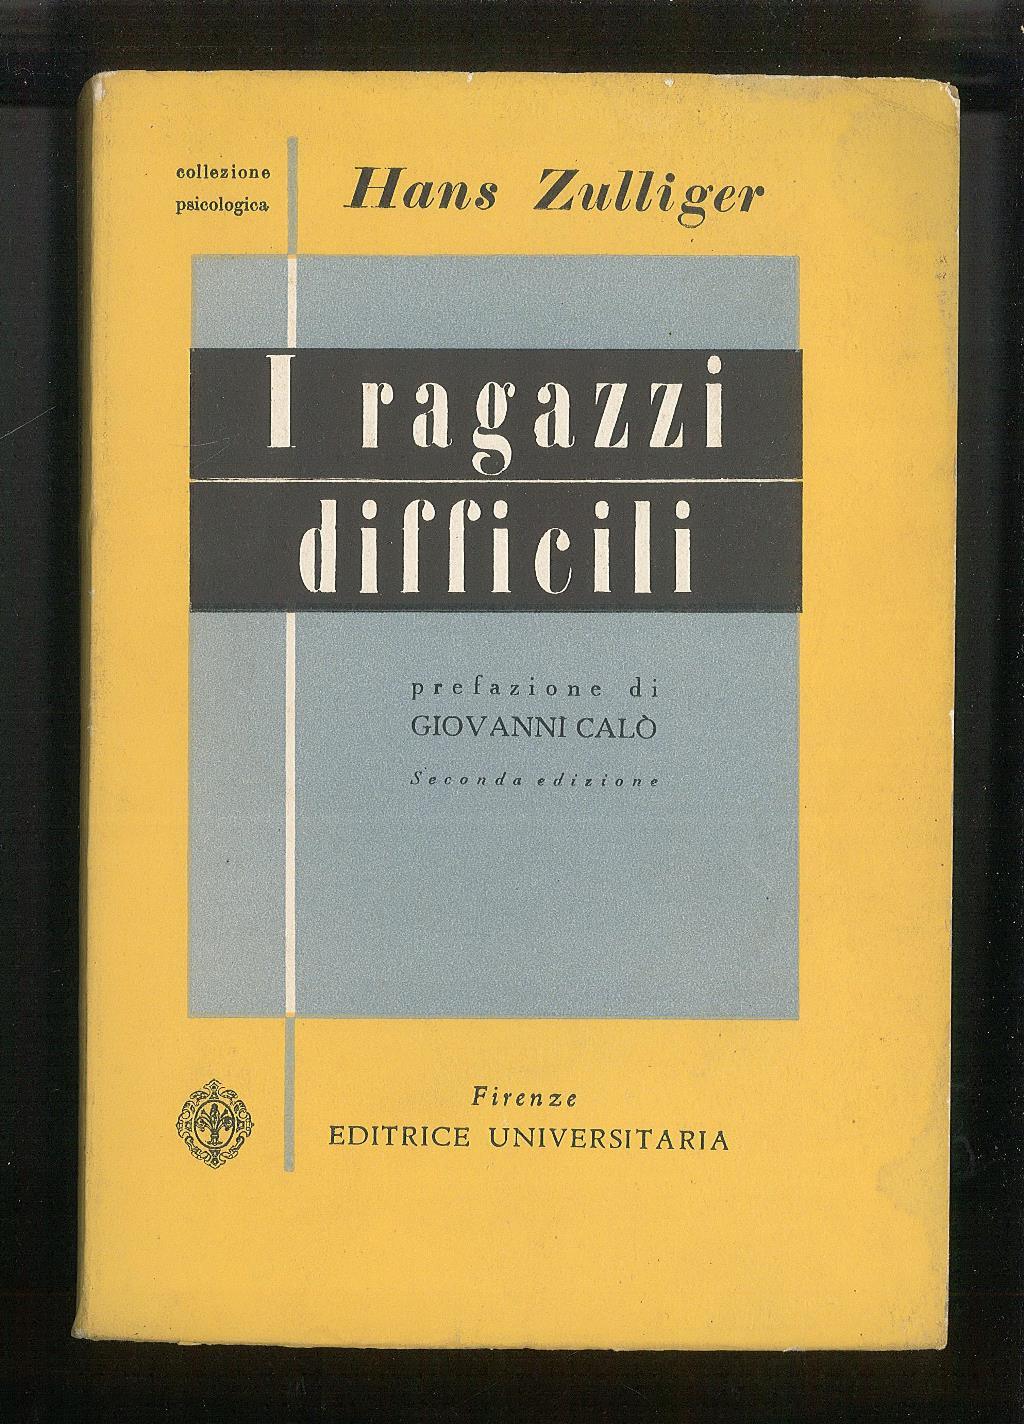 collezione
psicologica
Hans Zulliger
I ragazzi
difficili
prefazione di
GIOVANNI CALÒ
Seconda edizione
Firenze
EDITRICE UNIVERSITARIA